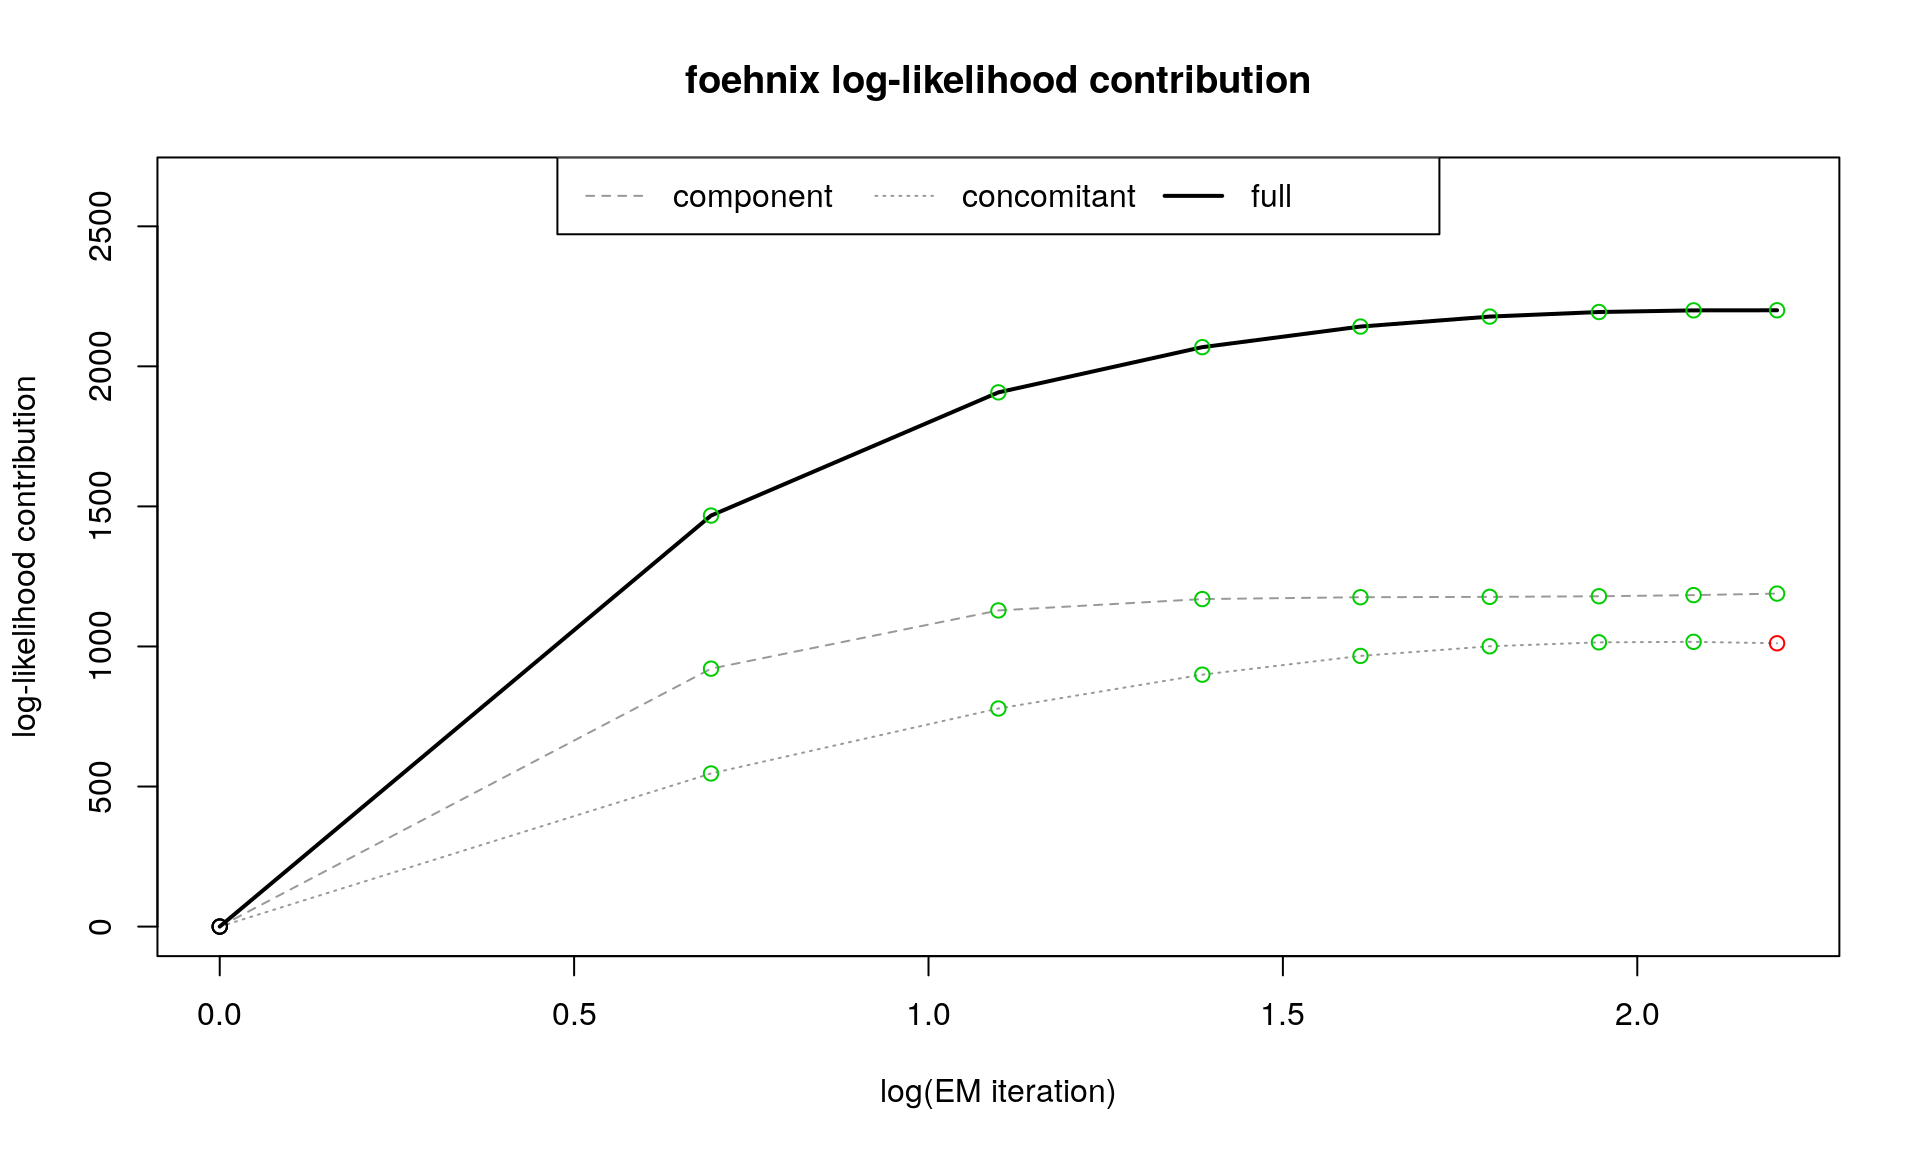 foehnix log-likelihood contribution
component concomitant full
log-likelihood contribution
2500
2000
1500
1000
500
0
0.0 0.5 1.0 1.5 2.0
log(EM iteration)